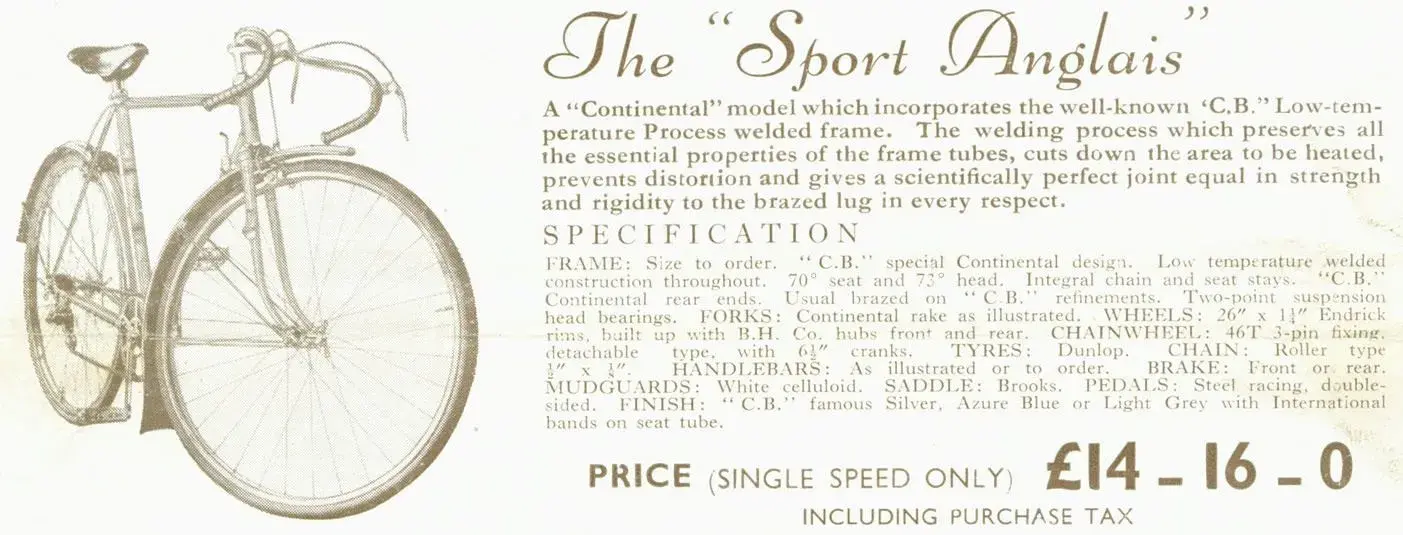 The “Sport Anglais”
A “Continental” model which incorporates the well-known ‘C.B.” Low-tem-
perature Process welded frame. The welding process which preserves all
the essential properties of the frame tubes, cuts down the area to be heated,
prevents distortion and gives a scientifically perfect joint equal in strength
and rigidity to the brazed lug in every respect.
SPECIFICATION
FRAME: Size to order. “C.B.” special Continental design. Low temperature welded
construction throughout. 70° seat and 73° head. Integral chain and seat stays. “C.B.”
Continental rear ends. Usual brazed on “C.B.” refinements. Two-point suspension
head bearings. FORKS: Continental rake as illustrated. WHEELS: 26″ x 1¼″ Endrick
rims, built up with B.H. Co. hubs front and rear. CHAINWHEEL: 46T 3-pin fixing,
detachable type, with 6½″ cranks. TYRES: Dunlop. CHAIN: Roller type
x HANDLEBARS: As illustrated or to order. BRAKE: Front or rear.
MUDGUARDS: White celluloid. SADDLE: Brooks. PEDALS: Steel racing, double-
sided. FINISH: “C.B.” famous Silver, Azure Blue or Light Grey with International
bands on seat tube.
PRICE (SINGLE SPEED ONLY) £14 - 16 - 0
INCLUDING PURCHASE TAX